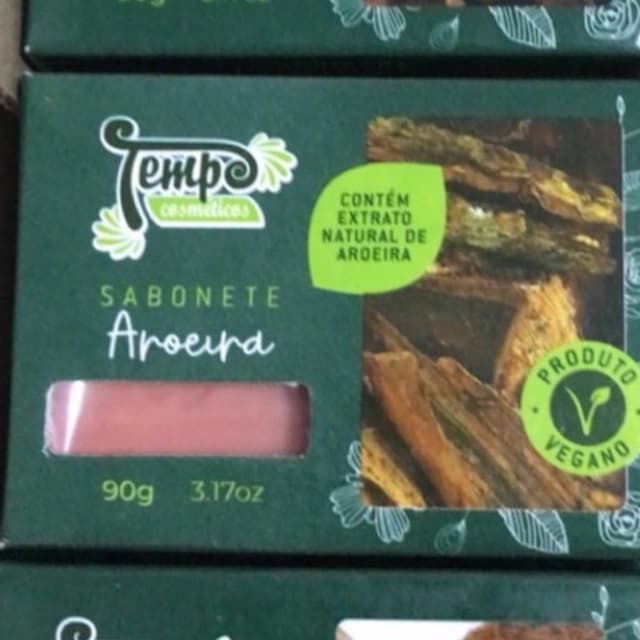 Tempo
cosméticos
CONTÉM
EXTRATO
NATURAL DE
AROEIRA
SABONETE
Aroeira
PRODUTO
VEGANO
90g 3.17oz